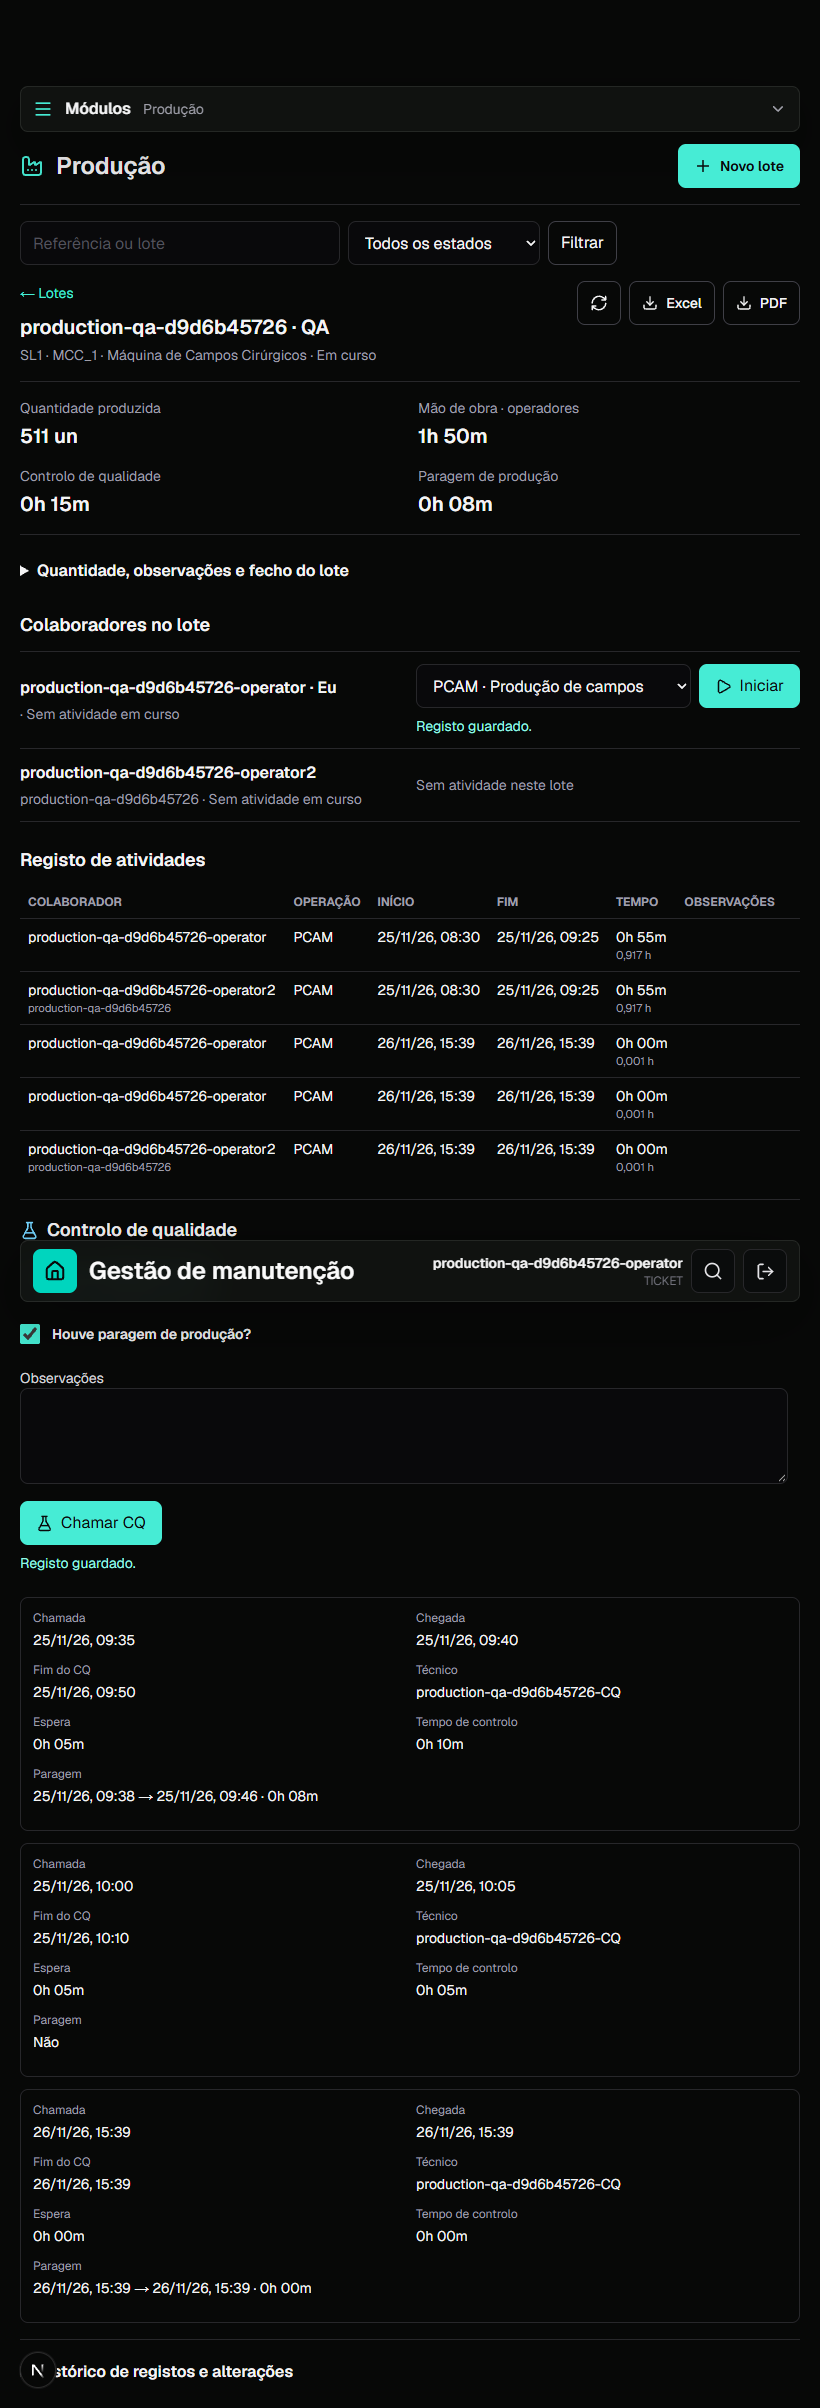 Módulos Produção
Produção
Novo lote
Referência ou lote
Todos os estados
Filtrar
← Lotes
Excel
PDF
production-qa-d9d6b45726 · QA
SL1 · MCC_1 · Máquina de Campos Cirúrgicos · Em curso
Quantidade produzida
511 un
Mão de obra · operadores
1h 50m
Controlo de qualidade
0h 15m
Paragem de produção
0h 08m
Quantidade, observações e fecho do lote
Colaboradores no lote
production-qa-d9d6b45726-operator · Eu
· Sem atividade em curso
PCAM · Produção de campos
Iniciar
Registo guardado.
production-qa-d9d6b45726-operator2
production-qa-d9d6b45726 · Sem atividade em curso
Sem atividade neste lote
Registo de atividades
COLABORADOR OPERAÇÃO INÍCIO FIM TEMPO OBSERVAÇÕES
production-qa-d9d6b45726-operator PCAM 25/11/26, 08:30 25/11/26, 09:25 0h 55m
0,917 h
production-qa-d9d6b45726-operator2 PCAM 25/11/26, 08:30 25/11/26, 09:25 0h 55m
production-qa-d9d6b45726 0,917 h
production-qa-d9d6b45726-operator PCAM 26/11/26, 15:39 26/11/26, 15:39 0h 00m
0,001 h
production-qa-d9d6b45726-operator PCAM 26/11/26, 15:39 26/11/26, 15:39 0h 00m
0,001 h
production-qa-d9d6b45726-operator2 PCAM 26/11/26, 15:39 26/11/26, 15:39 0h 00m
production-qa-d9d6b45726 0,001 h
Controlo de qualidade
Gestão de manutenção
production-qa-d9d6b45726-operator
TICKET
Houve paragem de produção?
Observações
Chamar CQ
Registo guardado.
Chamada
25/11/26, 09:35
Chegada
25/11/26, 09:40
Fim do CQ
25/11/26, 09:50
Técnico
production-qa-d9d6b45726-CQ
Espera
0h 05m
Tempo de controlo
0h 10m
Paragem
25/11/26, 09:38 → 25/11/26, 09:46 · 0h 08m
Chamada
25/11/26, 10:00
Chegada
25/11/26, 10:05
Fim do CQ
25/11/26, 10:10
Técnico
production-qa-d9d6b45726-CQ
Espera
0h 05m
Tempo de controlo
0h 05m
Paragem
Não
Chamada
26/11/26, 15:39
Chegada
26/11/26, 15:39
Fim do CQ
26/11/26, 15:39
Técnico
production-qa-d9d6b45726-CQ
Espera
0h 00m
Tempo de controlo
0h 00m
Paragem
26/11/26, 15:39 → 26/11/26, 15:39 · 0h 00m
N
stórico de registos e alterações